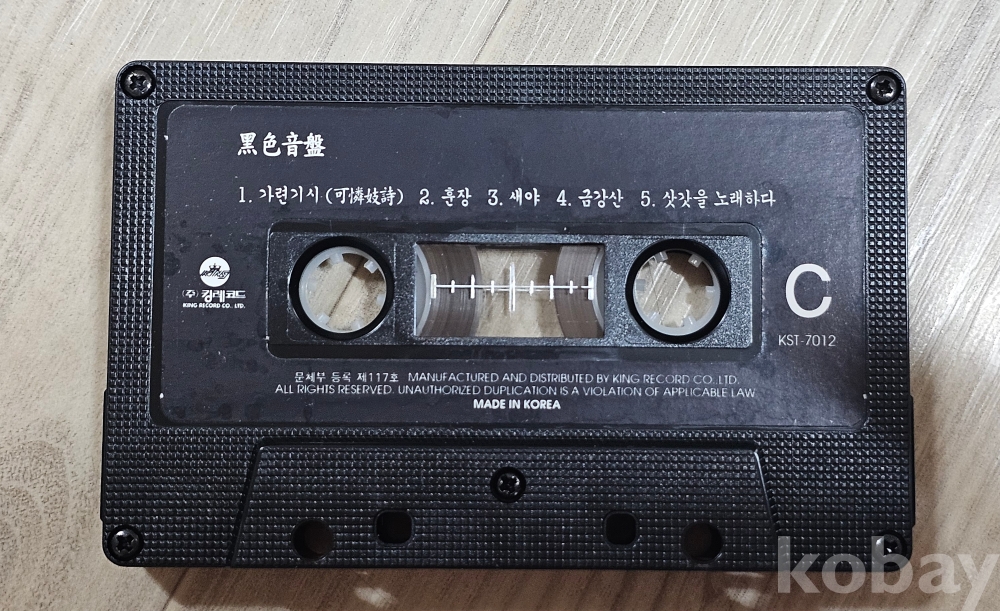 黑色音盤
1. 가련기시 (可憐妓詩) 2. 훈장 3. 새야 4. 금강산 5. 삿갓을 노래하다
(주) 킹레코드
KING RECORD CO., LTD.
C
KST-7012
문체부 등록 제117호 MANUFACTURED AND DISTRIBUTED BY KING RECORD CO.,LTD.
ALL RIGHTS RESERVED. UNAUTHORIZED DUPLICATION IS A VIOLATION OF APPLICABLE LAW
MADE IN KOREA
kobay